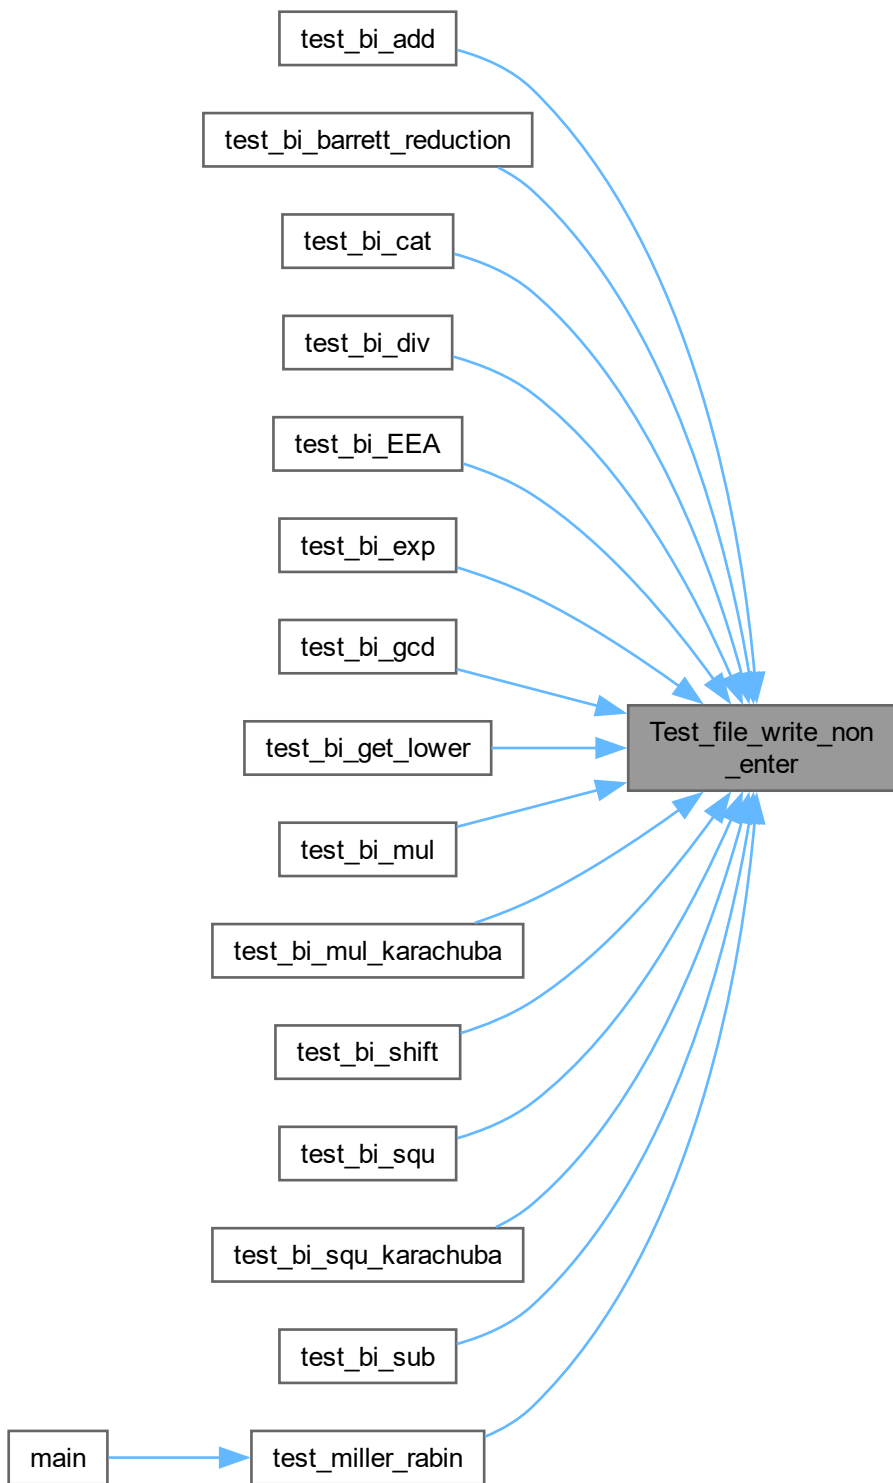 test_bi_add
test_bi_barrett_reduction
test_bi_cat
test_bi_div
test_bi_EEA
test_bi_exp
test_bi_gcd
Test_file_write_non
_enter
test_bi_get_lower
test_bi_mul
test_bi_mul_karachuba
test_bi_shift
test_bi_squ
test_bi_squ_karachuba
test_bi_sub
main
test_miller_rabin